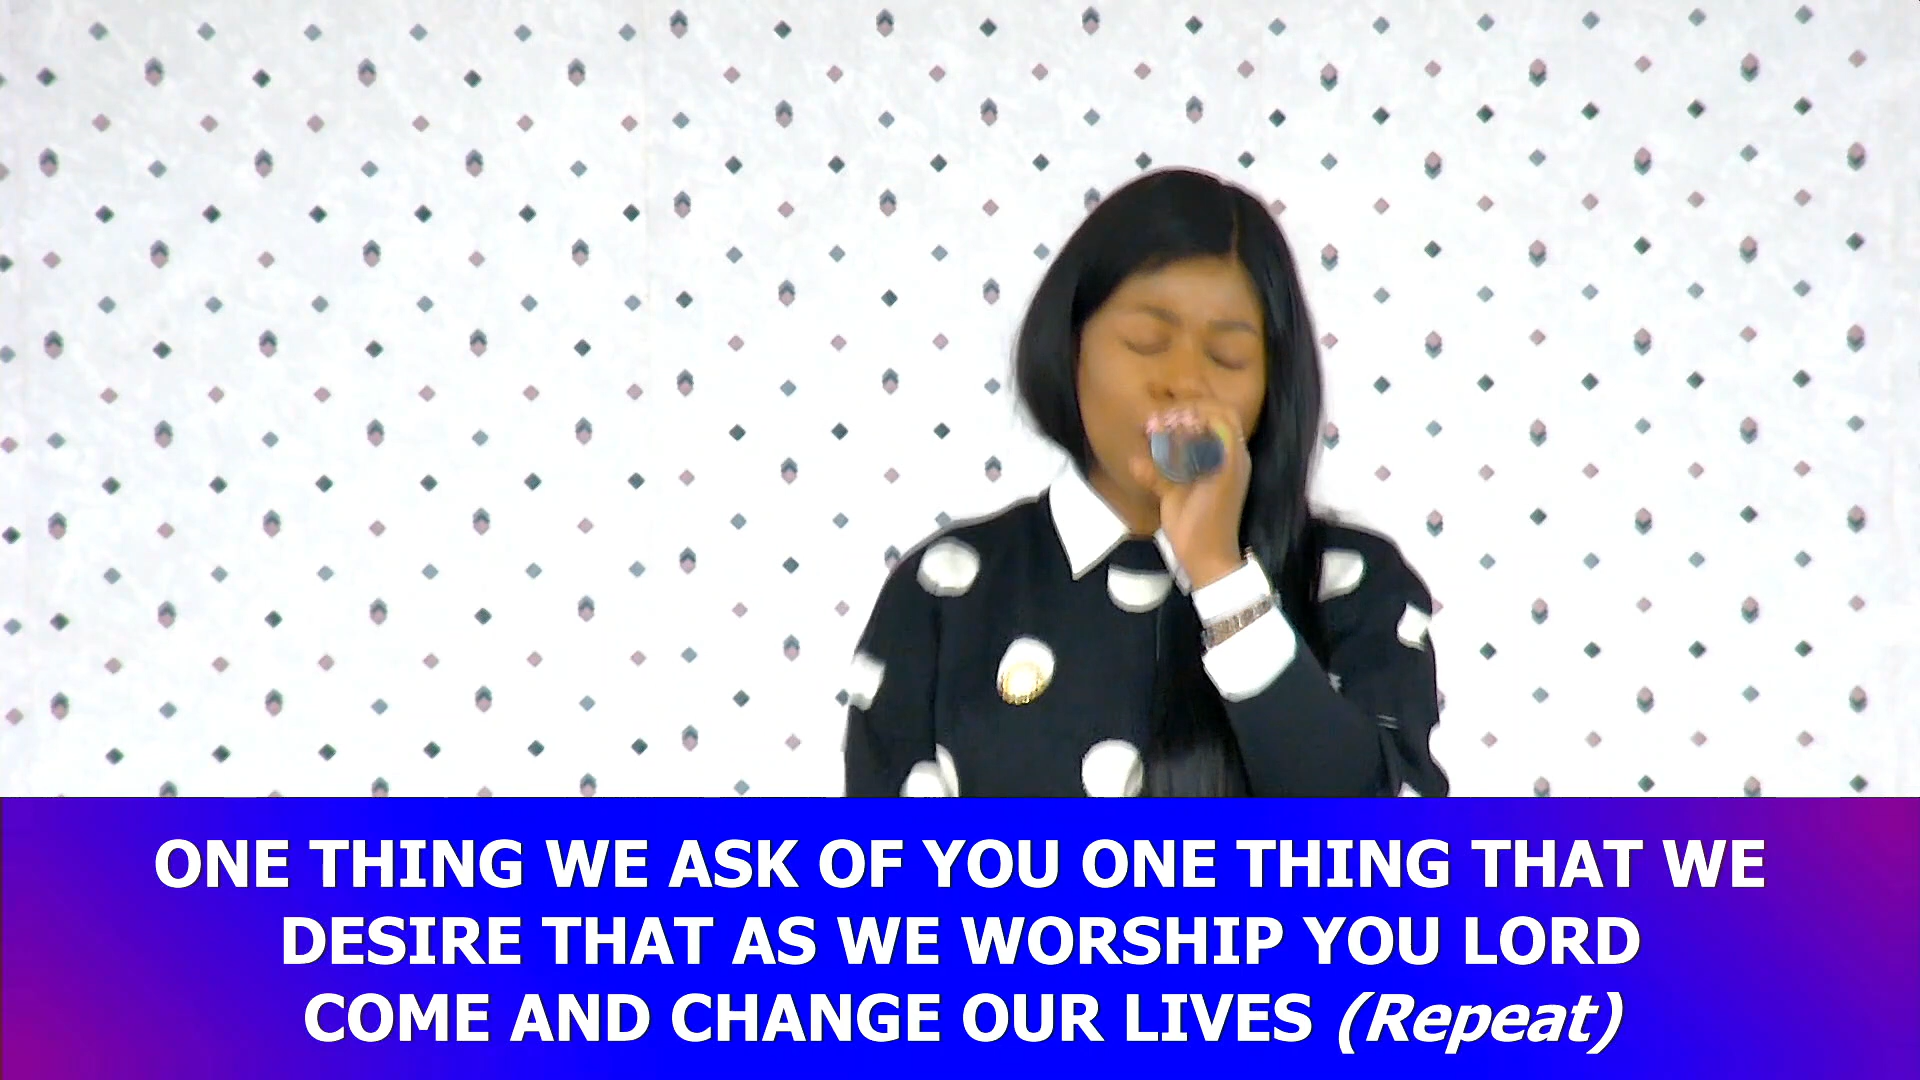 ONE THING WE ASK OF YOU ONE THING THAT WE
DESIRE THAT AS WE WORSHIP YOU LORD
COME AND CHANGE OUR LIVES (Repeat)